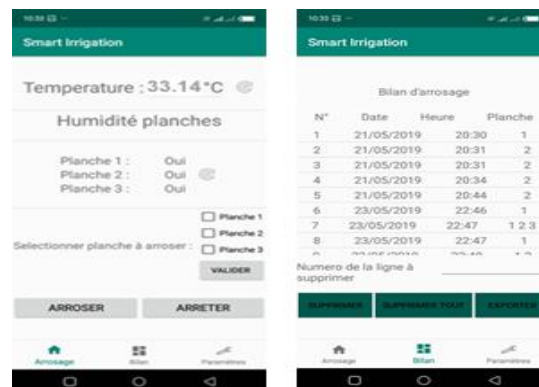 10:30
Smart Irrigation
Temperature : 33.14°C
Humidité planches
Planche 1 : Oui
Planche 2 : Oui
Planche 3 : Oui
Planche 1
Planche 2
Selectionner planche à arroser :
Planche 3
VALIDER
ARROSER ARRETER
Arrosage Bilan Paramètres
10:30
Smart Irrigation
Bilan d'arrosage
N° Date Heure Planche
1 21/05/2019 20:30 1
2 21/05/2019 20:31 2
3 21/05/2019 20:31 2
4 21/05/2019 20:34 2
5 21/05/2019 20:44 2
6 23/05/2019 22:46 1
7 23/05/2019 22:47 1 2 3
8 23/05/2019 22:47 1
Numero de la ligne à
supprimer
SUPPRIMER SUPPRIMER TOUT EXPORTER
Arrosage Bilan Paramètres